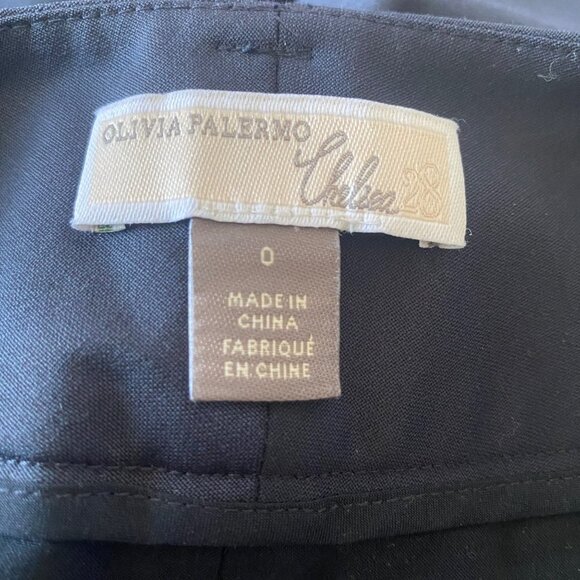 OLIVIA PALERMO
+ Chelsea28
0
MADE IN
CHINA
FABRIQUÉ
EN CHINE